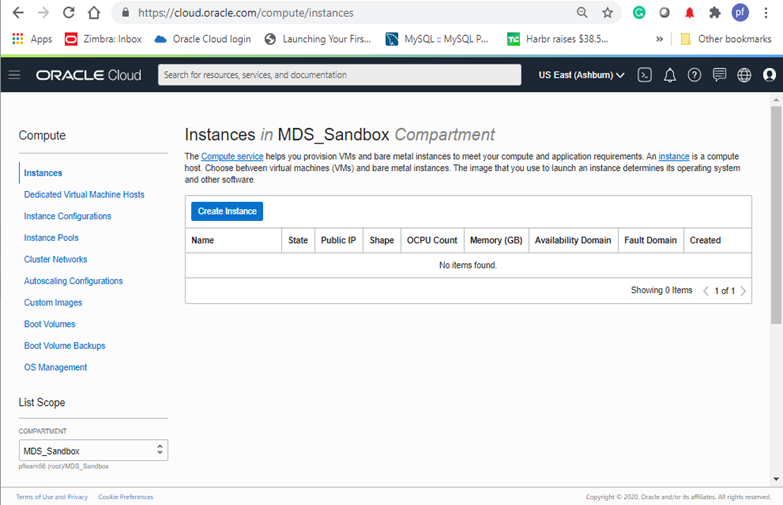 https://cloud.oracle.com/compute/instances
pf
Apps
Zimbra: Inbox
Oracle Cloud login
Launching Your Firs...
MySQL :: MySQL P...
TC
Harbr raises $38.5...
»
Other bookmarks
ORACLE Cloud
Search for resources, services, and documentation
US East (Ashburn)
Compute
Instances
Dedicated Virtual Machine Hosts
Instance Configurations
Instance Pools
Cluster Networks
Autoscaling Configurations
Custom Images
Boot Volumes
Boot Volume Backups
OS Management
List Scope
COMPARTMENT
MDS_Sandbox
pflearn56 (root)/MDS_Sandbox
Instances in MDS_Sandbox Compartment
The Compute service helps you provision VMs and bare metal instances to meet your compute and application requirements. An instance is a compute
host. Choose between virtual machines (VMs) and bare metal instances. The image that you use to launch an instance determines its operating system
and other software.
Create Instance
Name State Public IP Shape OCPU Count Memory (GB) Availability Domain Fault Domain Created
No items found.
Showing 0 Items < 1 of 1 >
Terms of Use and Privacy Cookie Preferences
Copyright © 2020, Oracle and/or its affiliates. All rights reserved.